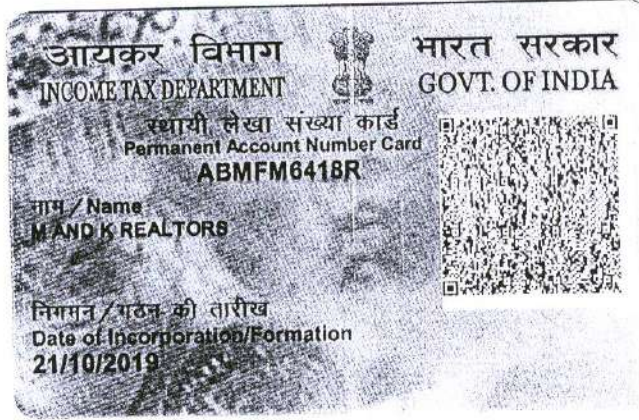 आयकर विभाग
भारत सरकार
INCOME TAX DEPARTMENT
GOVT. OF INDIA
स्थायी लेखा संख्या कार्ड
Permanent Account Number Card
ABMFM6418R
नाम / Name
M AND K REALTORS
निगमन/गठन की तारीख
Date of Incorporation/Formation
21/10/2019